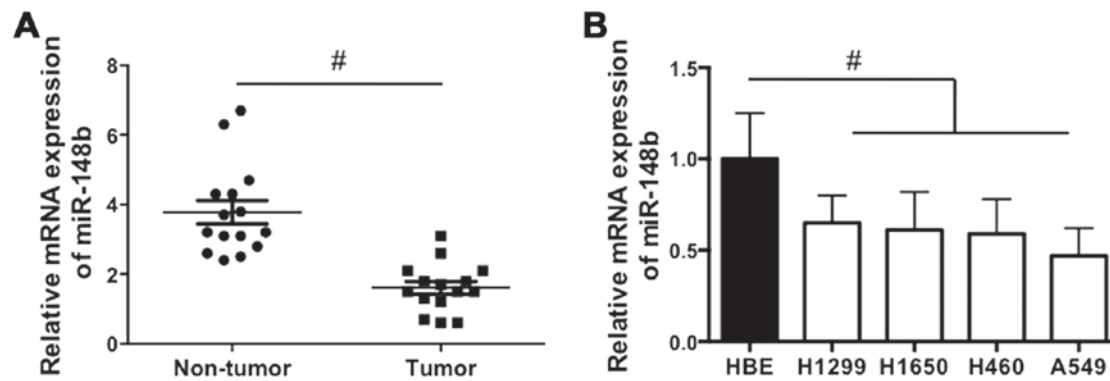 A
Relative mRNA expression
of miR-148b
8
6
4
2
0
#
Non-tumor
Tumor
B
Relative mRNA expression
of miR-148b
1.5
1.0
0.5
0.0
#
HBE
H1299
H1650
H460
A549